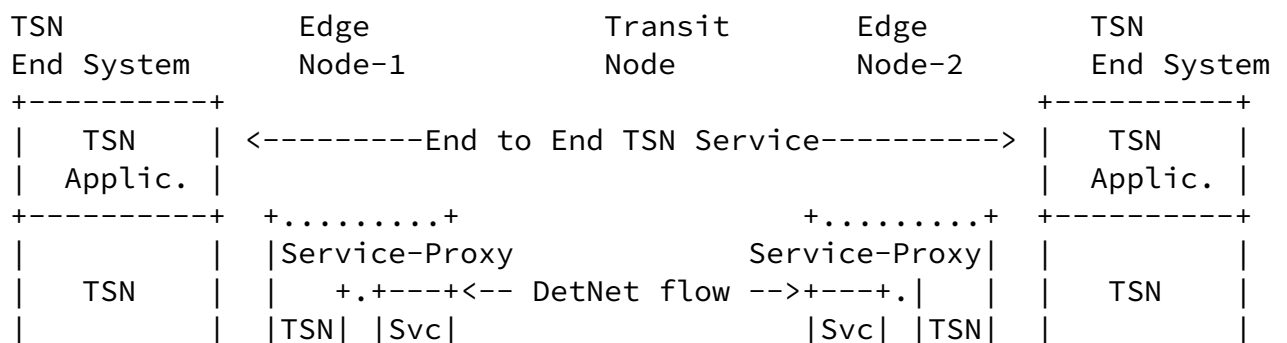 TSN              Edge             Transit        Edge         TSN
End System      Node-1             Node         Node-2       End System
+----------+                                               +----------+
|   TSN    | <---------End to End TSN Service----------> |   TSN    |
|  Applic. |                                               |  Applic. |
+----------+  +.........+                    +.........+  +----------+
|          |  |Service-Proxy              Service-Proxy|  |          |
|   TSN    |  |   +.+---+<-- DetNet flow -->+---+.|   |  |   TSN    |
|          |  |TSN| |Svc|                    |Svc| |TSN|  |          |